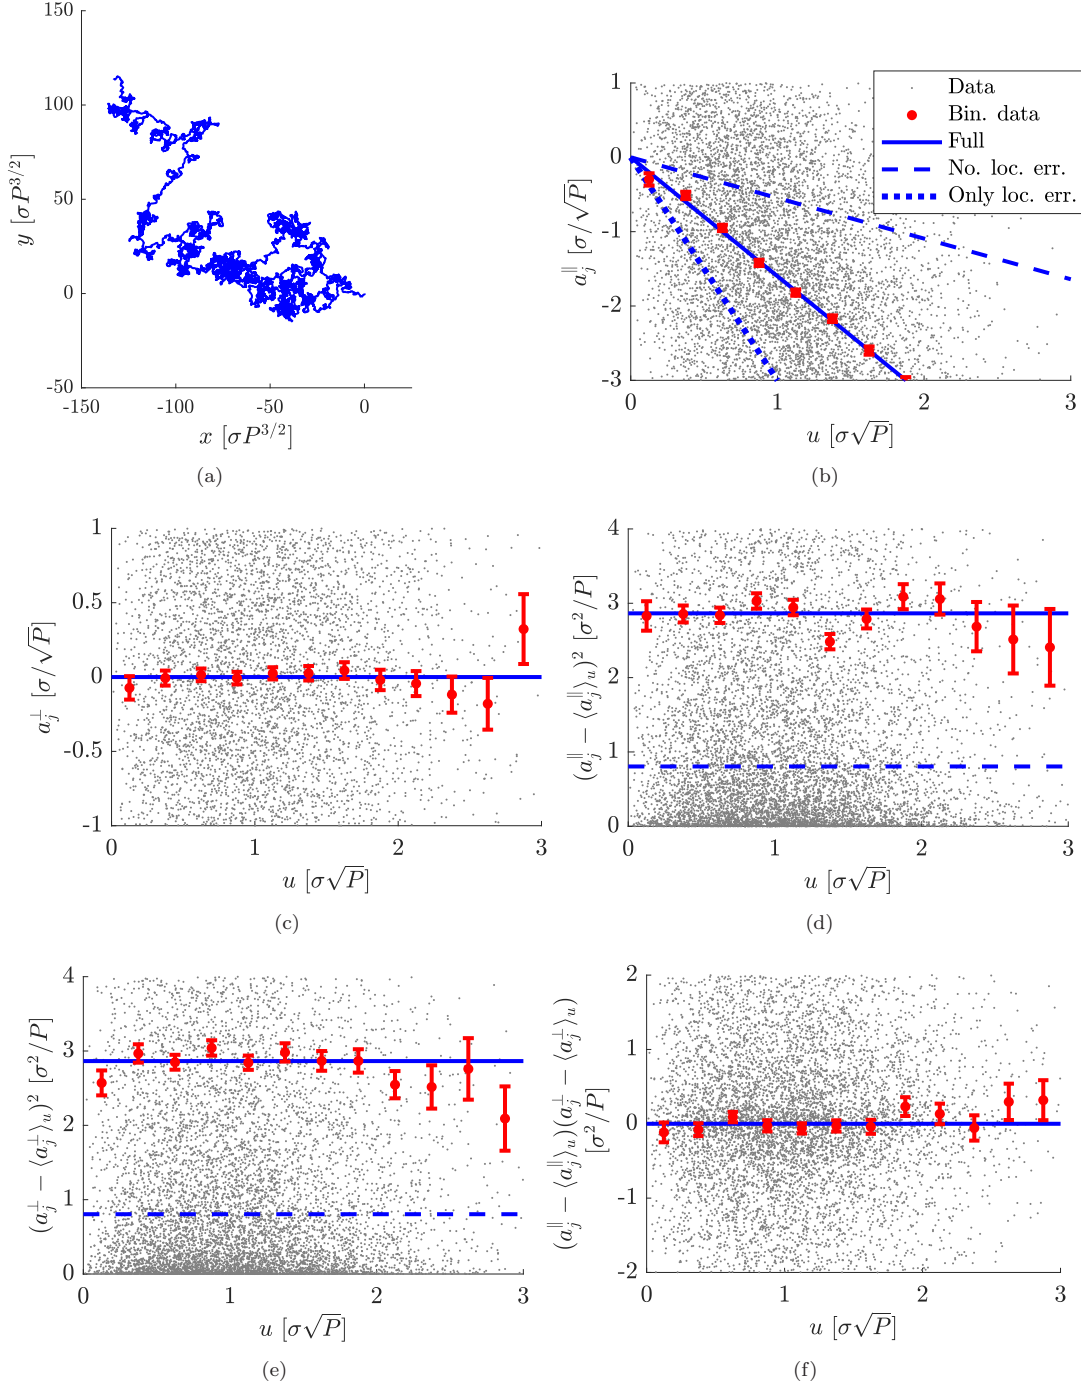 150
100
50
0
-50
-150
-100
-50
0
y [σP^{3/2}]
x [σP^{3/2}]
(a)
Data
Bin. data
Full
No. loc. err.
Only loc. err.
1
0
-1
-2
-3
0
1
2
3
a_j^∥ [σ/√P]
u [σ√P]
(b)
1
0.5
0
-0.5
-1
0
1
2
3
a_j^⊥ [σ/√P]
u [σ√P]
(c)
4
3
2
1
0
0
1
2
3
(a_j^∥ − ⟨a_j^∥⟩_u)^2 [σ^2/P]
u [σ√P]
(d)
4
3
2
1
0
0
1
2
3
(a_j^⊥ − ⟨a_j^⊥⟩_u)^2 [σ^2/P]
u [σ√P]
(e)
2
1
0
-1
-2
0
1
2
3
(a_j^∥ − ⟨a_j^∥⟩_u)(a_j^⊥ − ⟨a_j^⊥⟩_u)
[σ^2/P]
u [σ√P]
(f)